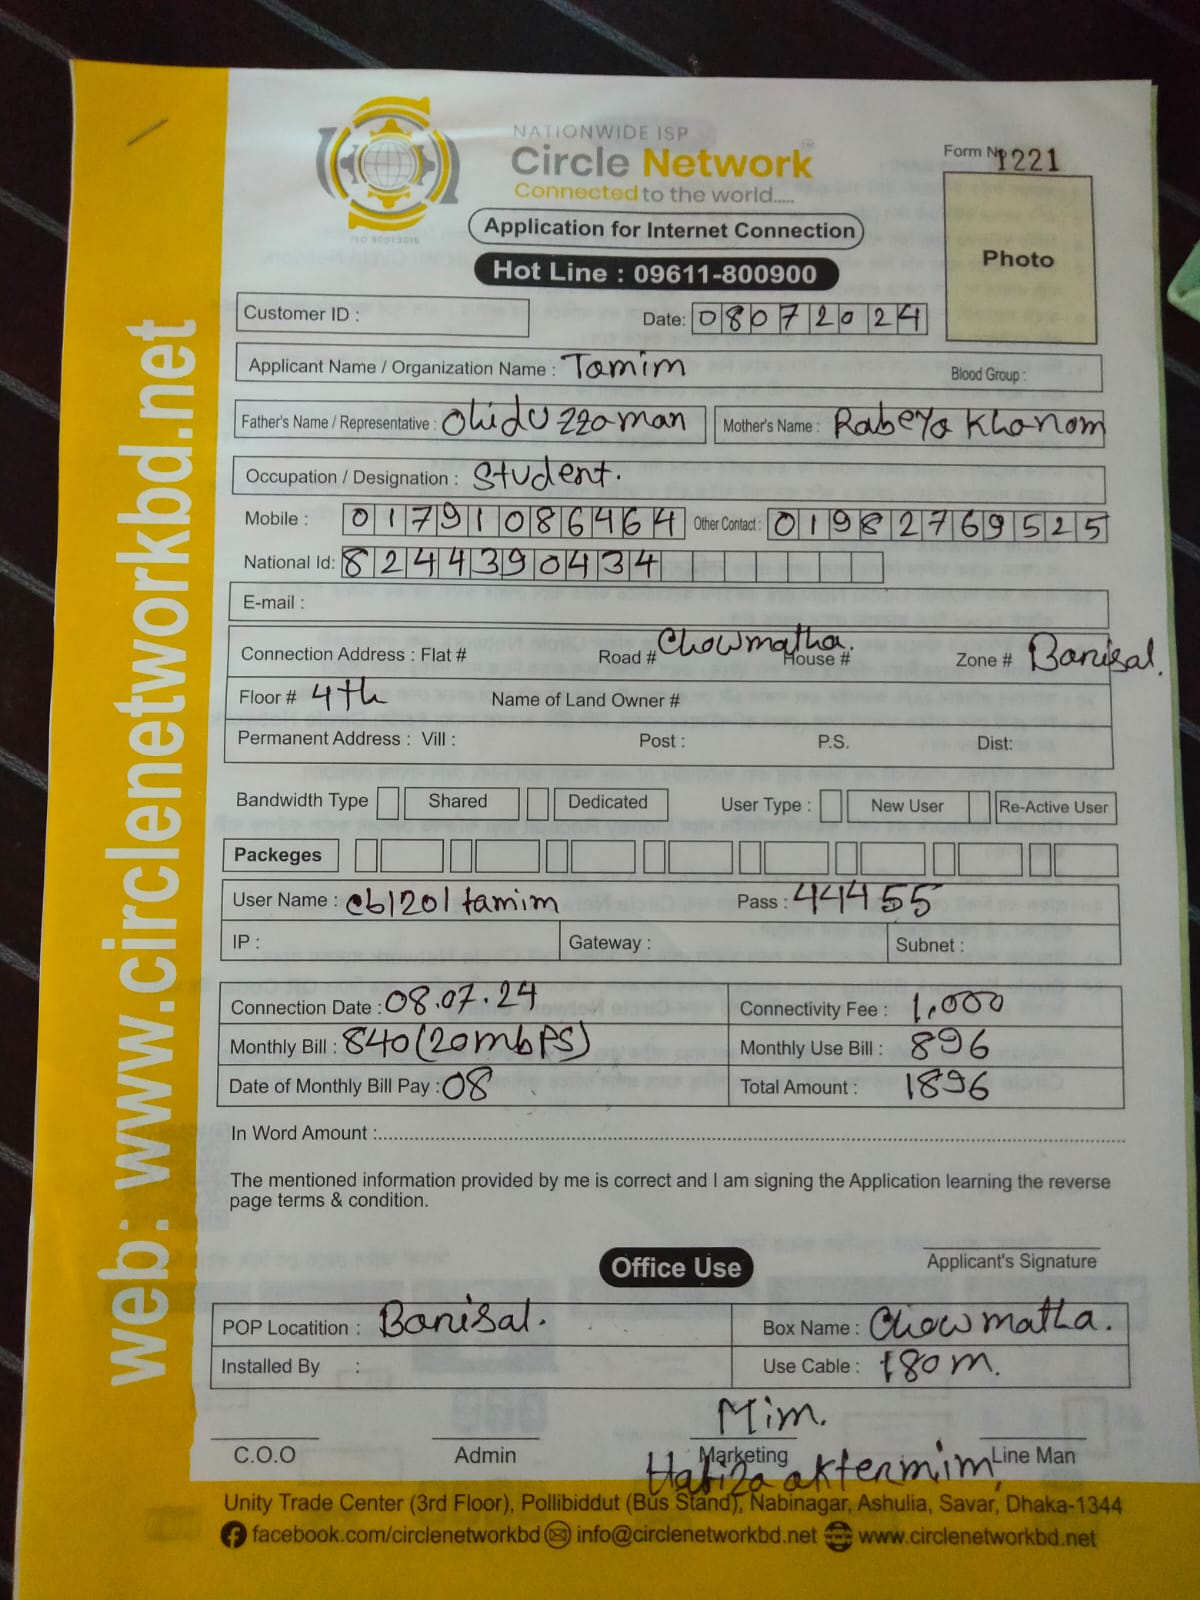 NATIONWIDE ISP
Circle Network
Connected to the world.....
ISO 9001:2015
Form No 1221
Application for Internet Connection
Photo
Hot Line : 09611-800900
Customer ID :
Date: 08072024
Applicant Name / Organization Name : Tamim Blood Group :
Father's Name / Representative : OhiduZZaman Mother's Name : Rabeya Khanom
Occupation / Designation : Student.
Mobile : 01791086464 Other Contact : 01982769525
National Id: 8244390434
E-mail :
Connection Address : Flat # Road # Chowmatha. House # Zone # Barisal.
Floor # 4th Name of Land Owner #
Permanent Address : Vill : Post : P.S. Dist:
Bandwidth Type Shared Dedicated User Type : New User Re-Active User
Packeges
User Name : cb1201tamim Pass : 44455
IP : Gateway : Subnet :
Connection Date : 08.07.24 Connectivity Fee : 1,000
Monthly Bill : 840(20mbPS) Monthly Use Bill : 896
Date of Monthly Bill Pay : 08 Total Amount : 1896
In Word Amount :
The mentioned information provided by me is correct and I am signing the Application learning the reverse
page terms & condition.
Applicant's Signature
Office Use
POP Locatition : Barisal. Box Name : Chowmatha.
Installed By : Use Cable : 180m.
Mim.
C.O.O Admin Marketing Line Man
Hafiza akter mim
Unity Trade Center (3rd Floor), Pollibiddut (Bus Stand), Nabinagar, Ashulia, Savar, Dhaka-1344
facebook.com/circlenetworkbd info@circlenetworkbd.net www.circlenetworkbd.net
web: www.circlenetworkbd.net